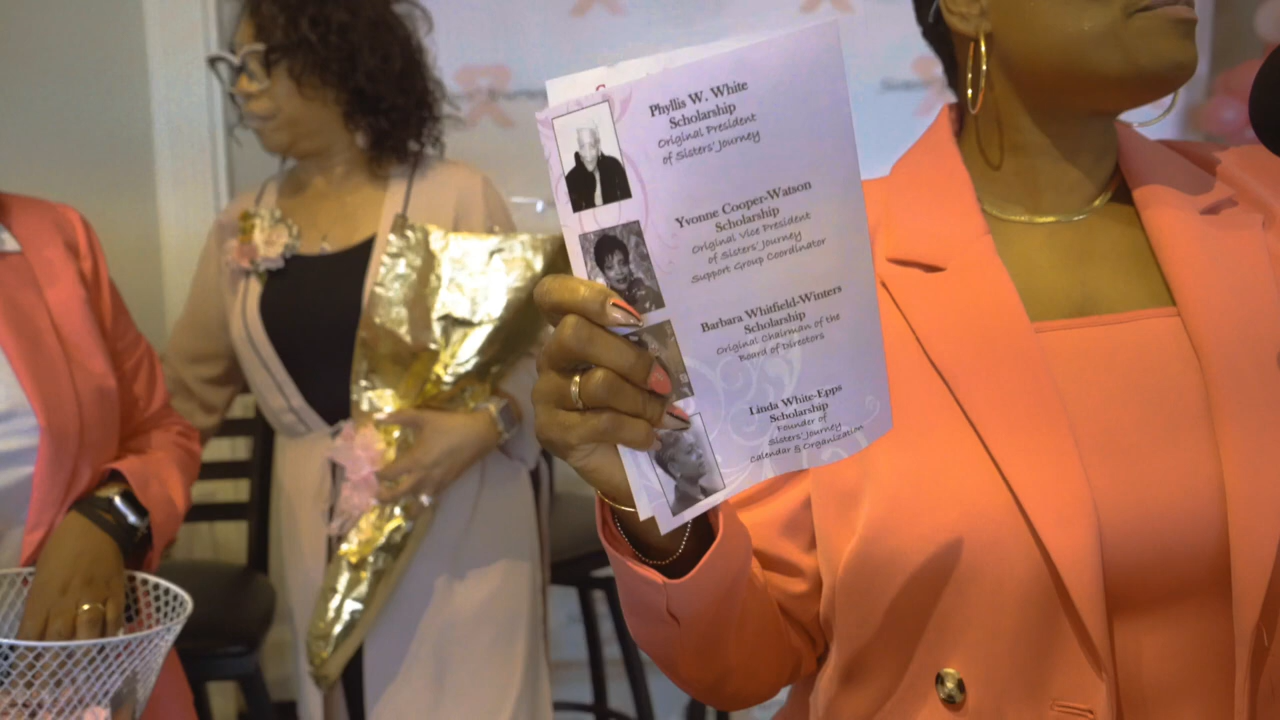 Phyllis W. White
Scholarship
Original President
of Sisters' Journey
Yvonne Cooper-Watson
Scholarship
Original Vice President
of Sisters' Journey
Support Group Coordinator
Barbara Whitfield-Winters
Scholarship
Original Chairman of the
Board of Directors
Linda White-Epps
Scholarship
Founder of
Sisters' Journey
Calendar & Organization